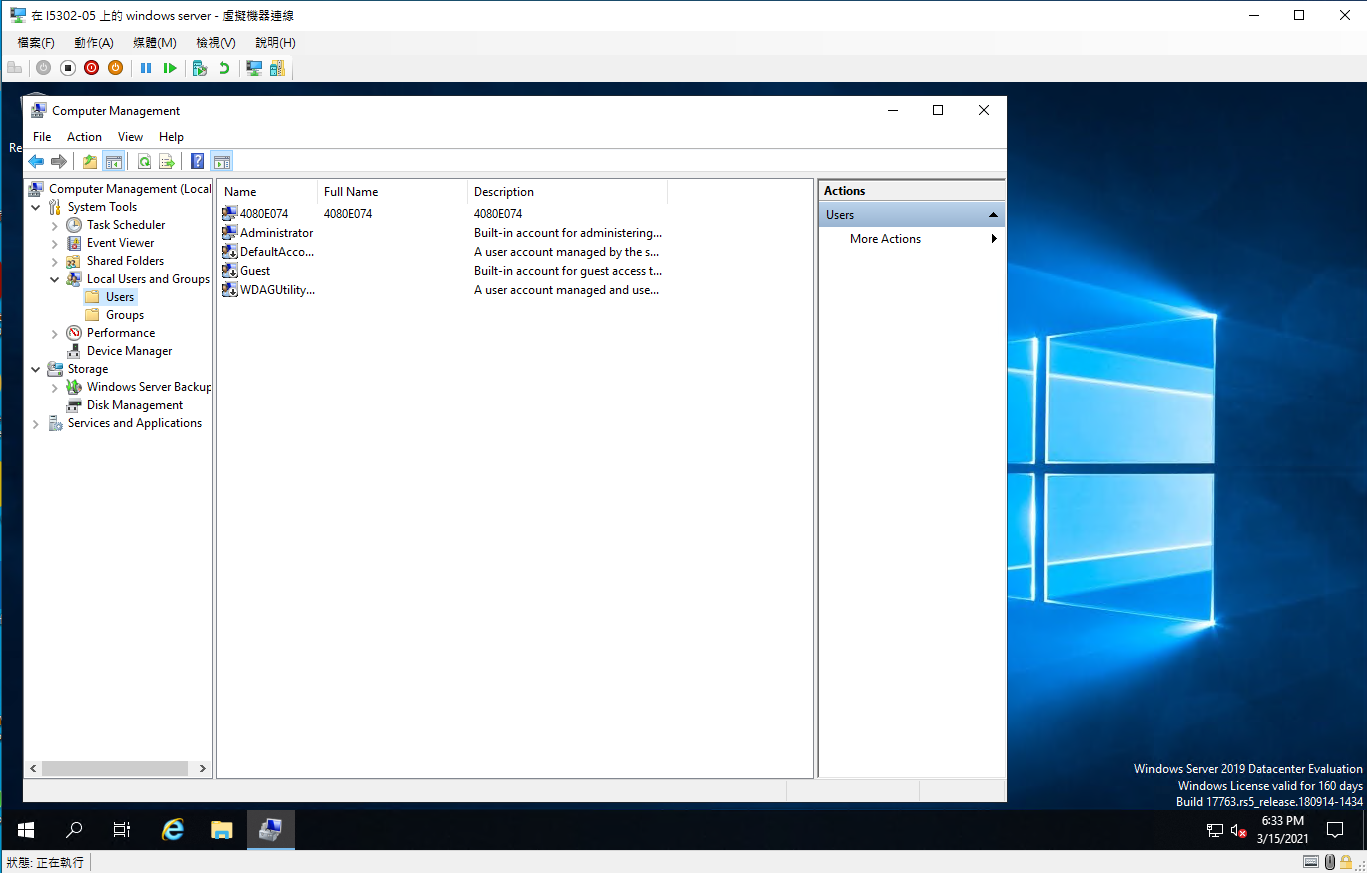 在 I5302-05 上的 windows server - 虛擬機器連線
檔案(F) 動作(A) 媒體(M) 檢視(V) 說明(H)
Computer Management
File Action View Help
Re
Computer Management (Local
System Tools
Task Scheduler
Event Viewer
Shared Folders
Local Users and Groups
Users
Groups
Performance
Device Manager
Storage
Windows Server Backup
Disk Management
Services and Applications
Name Full Name Description
4080E074 4080E074 4080E074
Administrator Built-in account for administering...
DefaultAcco... A user account managed by the s...
Guest Built-in account for guest access t...
WDAGUtility... A user account managed and use...
Actions
Users
More Actions
Windows Server 2019 Datacenter Evaluation
Windows License valid for 160 days
Build 17763.rs5_release.180914-1434
6:33 PM
3/15/2021
狀態: 正在執行